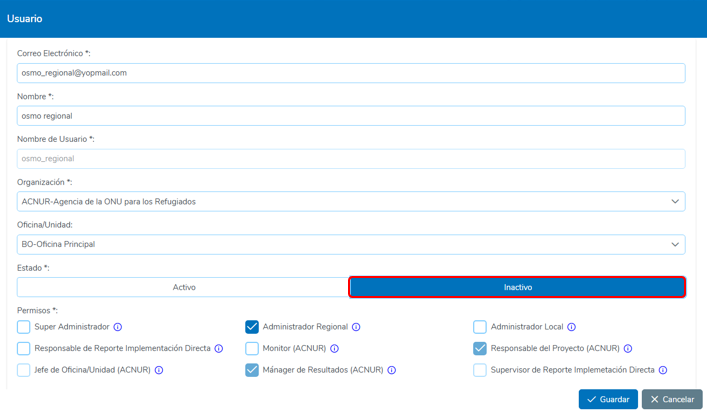 Usuario
Correo Electrónico *:
osmo_regional@yopmail.com
Nombre *:
osmo regional
Nombre de Usuario *:
osmo_regional
Organización *:
ACNUR-Agencia de la ONU para los Refugiados
Oficina/Unidad:
BO-Oficina Principal
Estado *:
Activo Inactivo
Permisos *:
Super Administrador Administrador Regional Administrador Local
Responsable de Reporte Implementación Directa Monitor (ACNUR) Responsable del Proyecto (ACNUR)
Jefe de Oficina/Unidad (ACNUR) Mánager de Resultados (ACNUR) Supervisor de Reporte Implemetación Directa
Guardar Cancelar